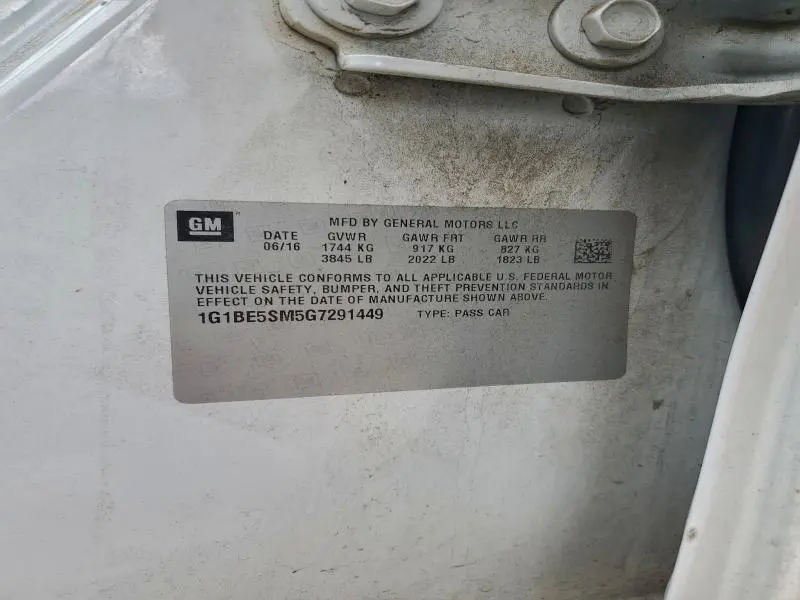 GM
MFD BY GENERAL MOTORS LLC
DATE GVWR GAWR FRT GAWR RR
06/16 1744 KG 917 KG 827 KG
3845 LB 2022 LB 1823 LB
THIS VEHICLE CONFORMS TO ALL APPLICABLE U.S. FEDERAL MOTOR
VEHICLE SAFETY, BUMPER, AND THEFT PREVENTION STANDARDS IN
EFFECT ON THE DATE OF MANUFACTURE SHOWN ABOVE.
1G1BE5SM5G7291449 TYPE: PASS CAR